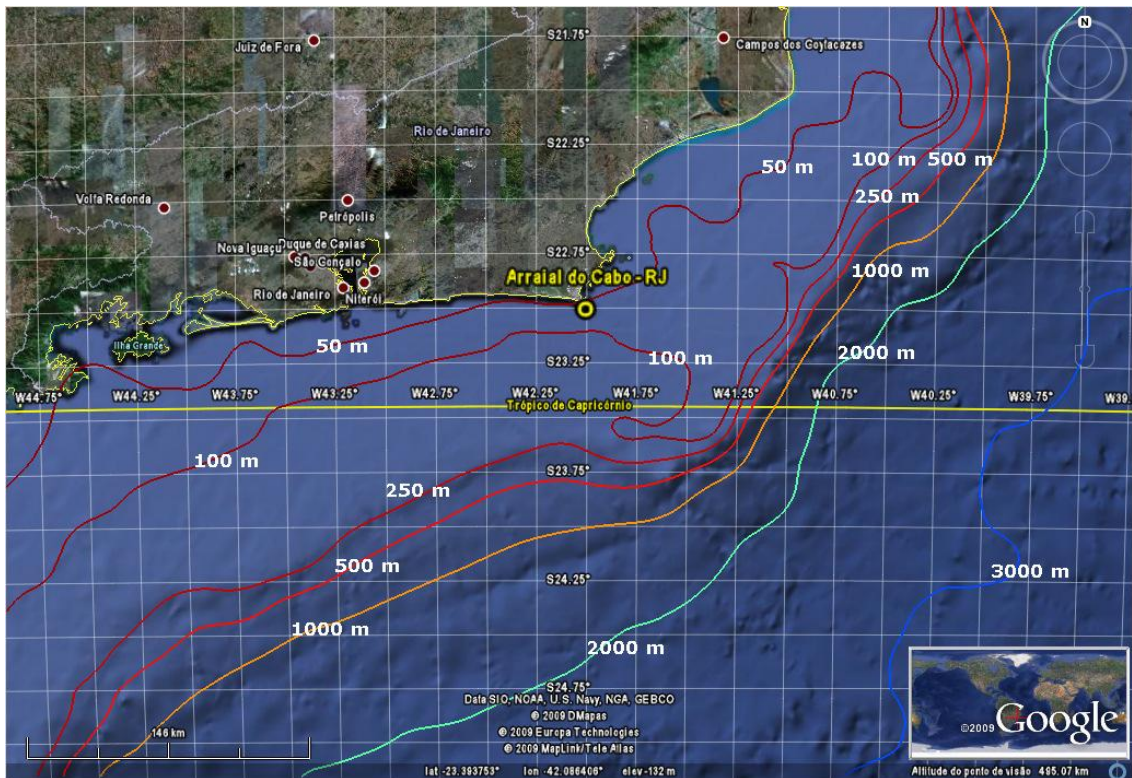 N
S21.75°
Juiz de Fora
Campos dos Goytacazes
Rio de Janeiro
S22.25°
50 m
100 m
500 m
250 m
Volta Redonda
Petrópolis
Nova Iguaçu
Duque de Caxias
São Gonçalo
S22.75°
1000 m
Arraial do Cabo - RJ
Rio de Janeiro
Niterói
Ilha Grande
50 m
100 m
2000 m
S23.25°
W44.75°
W44.25°
W43.75°
W43.25°
W42.75°
W42.25°
W41.75°
W41.25°
W40.75°
W40.25°
W39.75°
W39.
Trópico de Capricórnio
100 m
S23.75°
250 m
500 m
S24.25°
3000 m
1000 m
2000 m
S24.75°
Data SIO, NOAA, U.S. Navy, NGA, GEBCO
© 2009 DMapas
© 2009 Europa Technologies
© 2009 MapLink/Tele Atlas
146 km
©2009 Google
lat -23.393753° lon -42.086406° elev -132 m
Altitude do ponto de visão 495.07 km